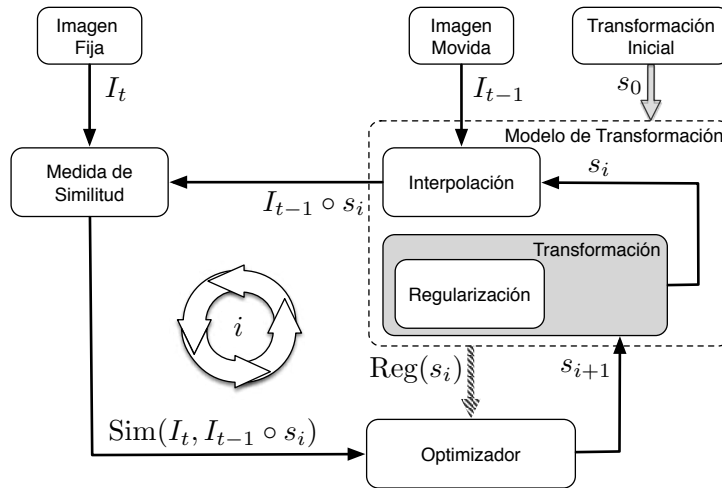 Imagen
Fija
Imagen
Movida
Transformación
Inicial
I_t
I_{t−1}
s_0
Modelo de Transformación
Medida de
Similitud
Interpolación
s_i
I_{t−1} ∘ s_i
Transformación
Regularización
i
Reg(s_i)
s_{i+1}
Sim(I_t, I_{t−1} ∘ s_i)
Optimizador